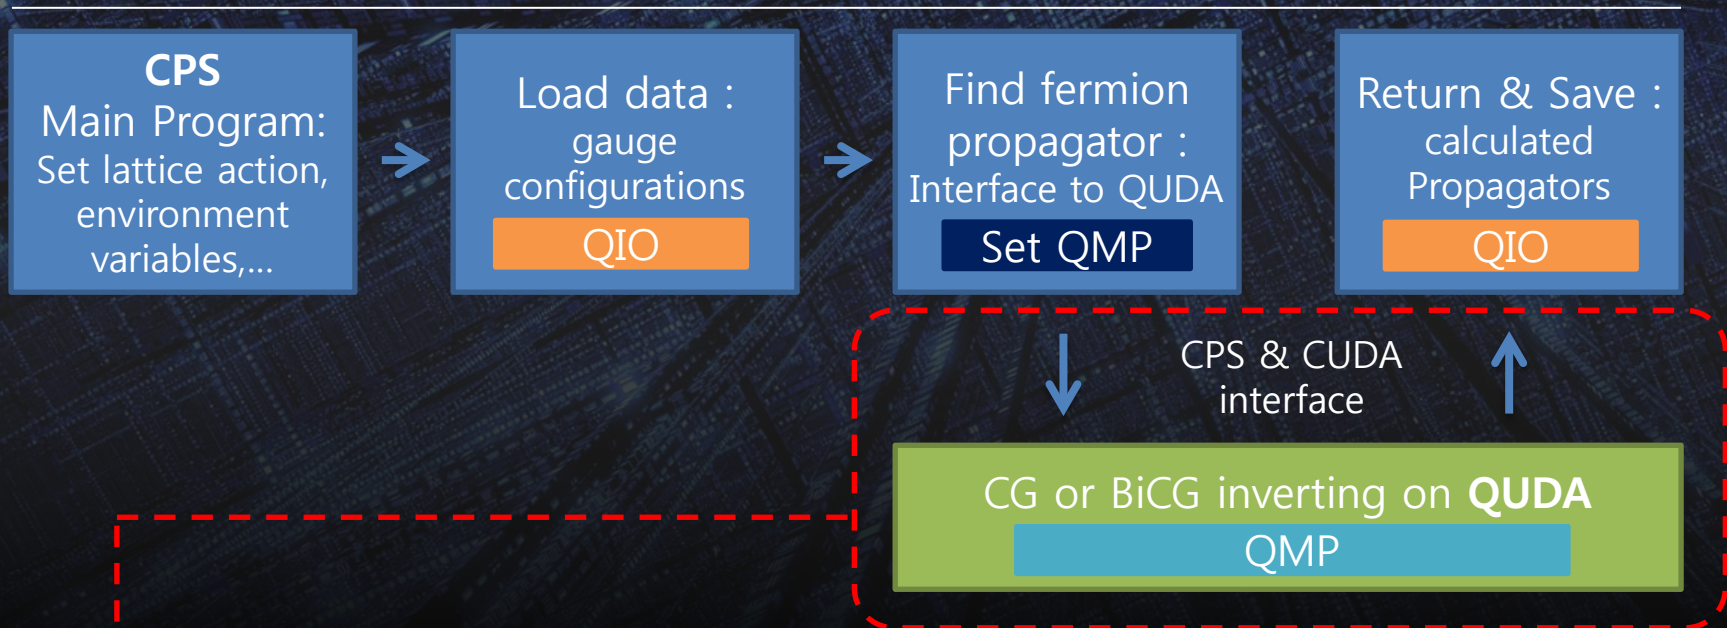 CPS
Main Program:
Set lattice action,
environment
variables,...
Load data :
gauge
configurations
QIO
Find fermion
propagator :
Interface to QUDA
Set QMP
Return & Save :
calculated
Propagators
QIO
CPS & CUDA
interface
CG or BiCG inverting on QUDA
QMP